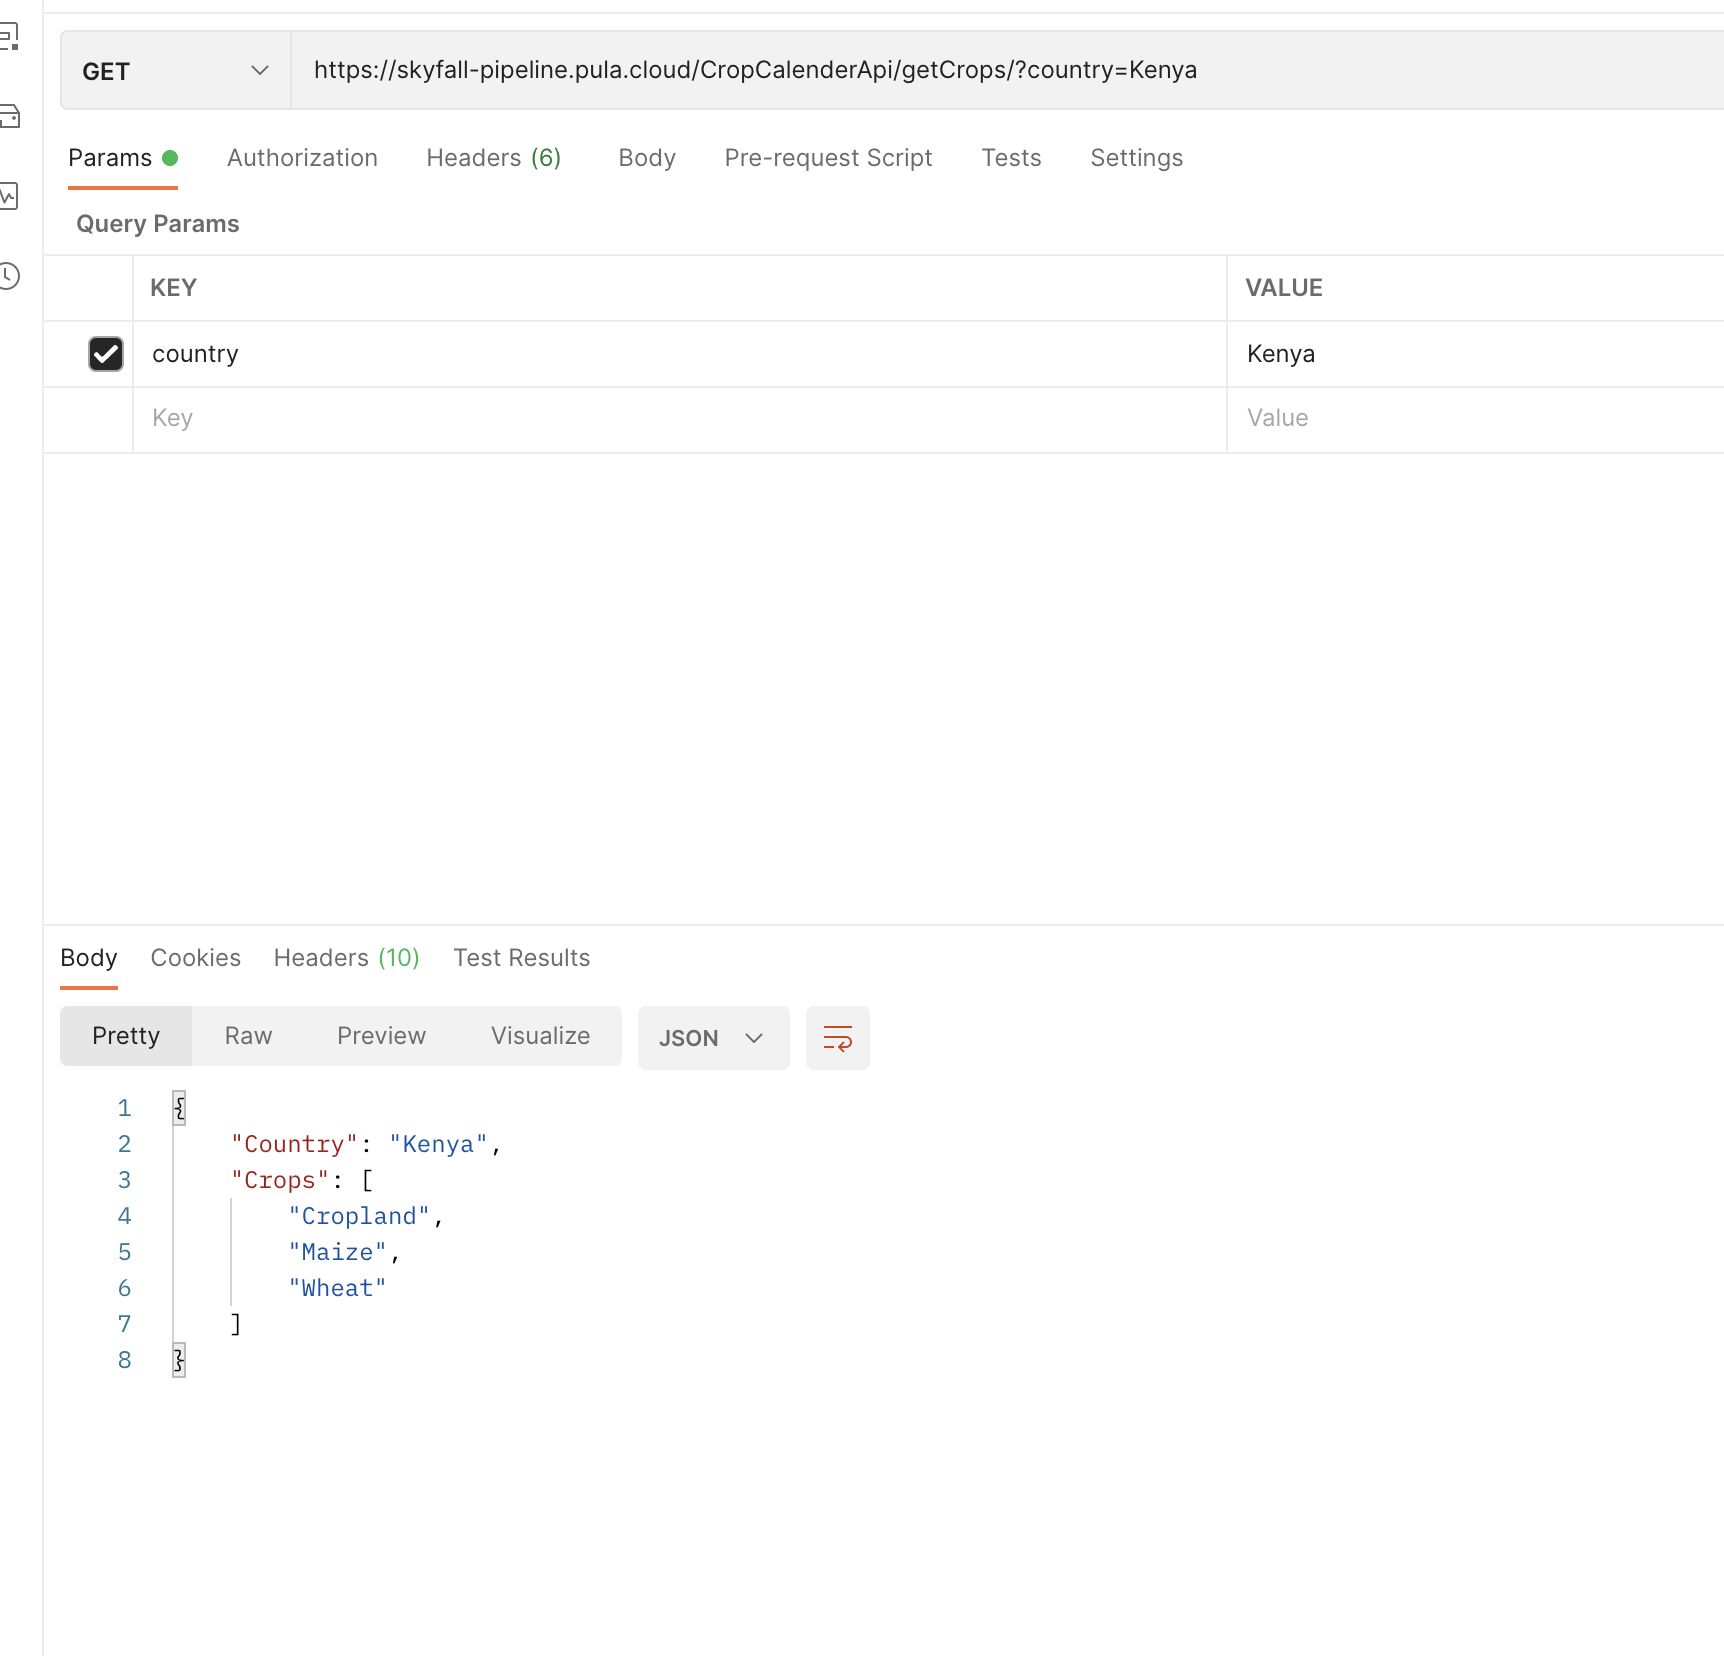 GET https://skyfall-pipeline.pula.cloud/CropCalenderApi/getCrops/?country=Kenya
Params Authorization Headers (6) Body Pre-request Script Tests Settings
Query Params
KEY VALUE
country Kenya
Key Value
Body Cookies Headers (10) Test Results
Pretty Raw Preview Visualize JSON
1 {
2 "Country": "Kenya",
3 "Crops": [
4 "Cropland",
5 "Maize",
6 "Wheat"
7 ]
8 }